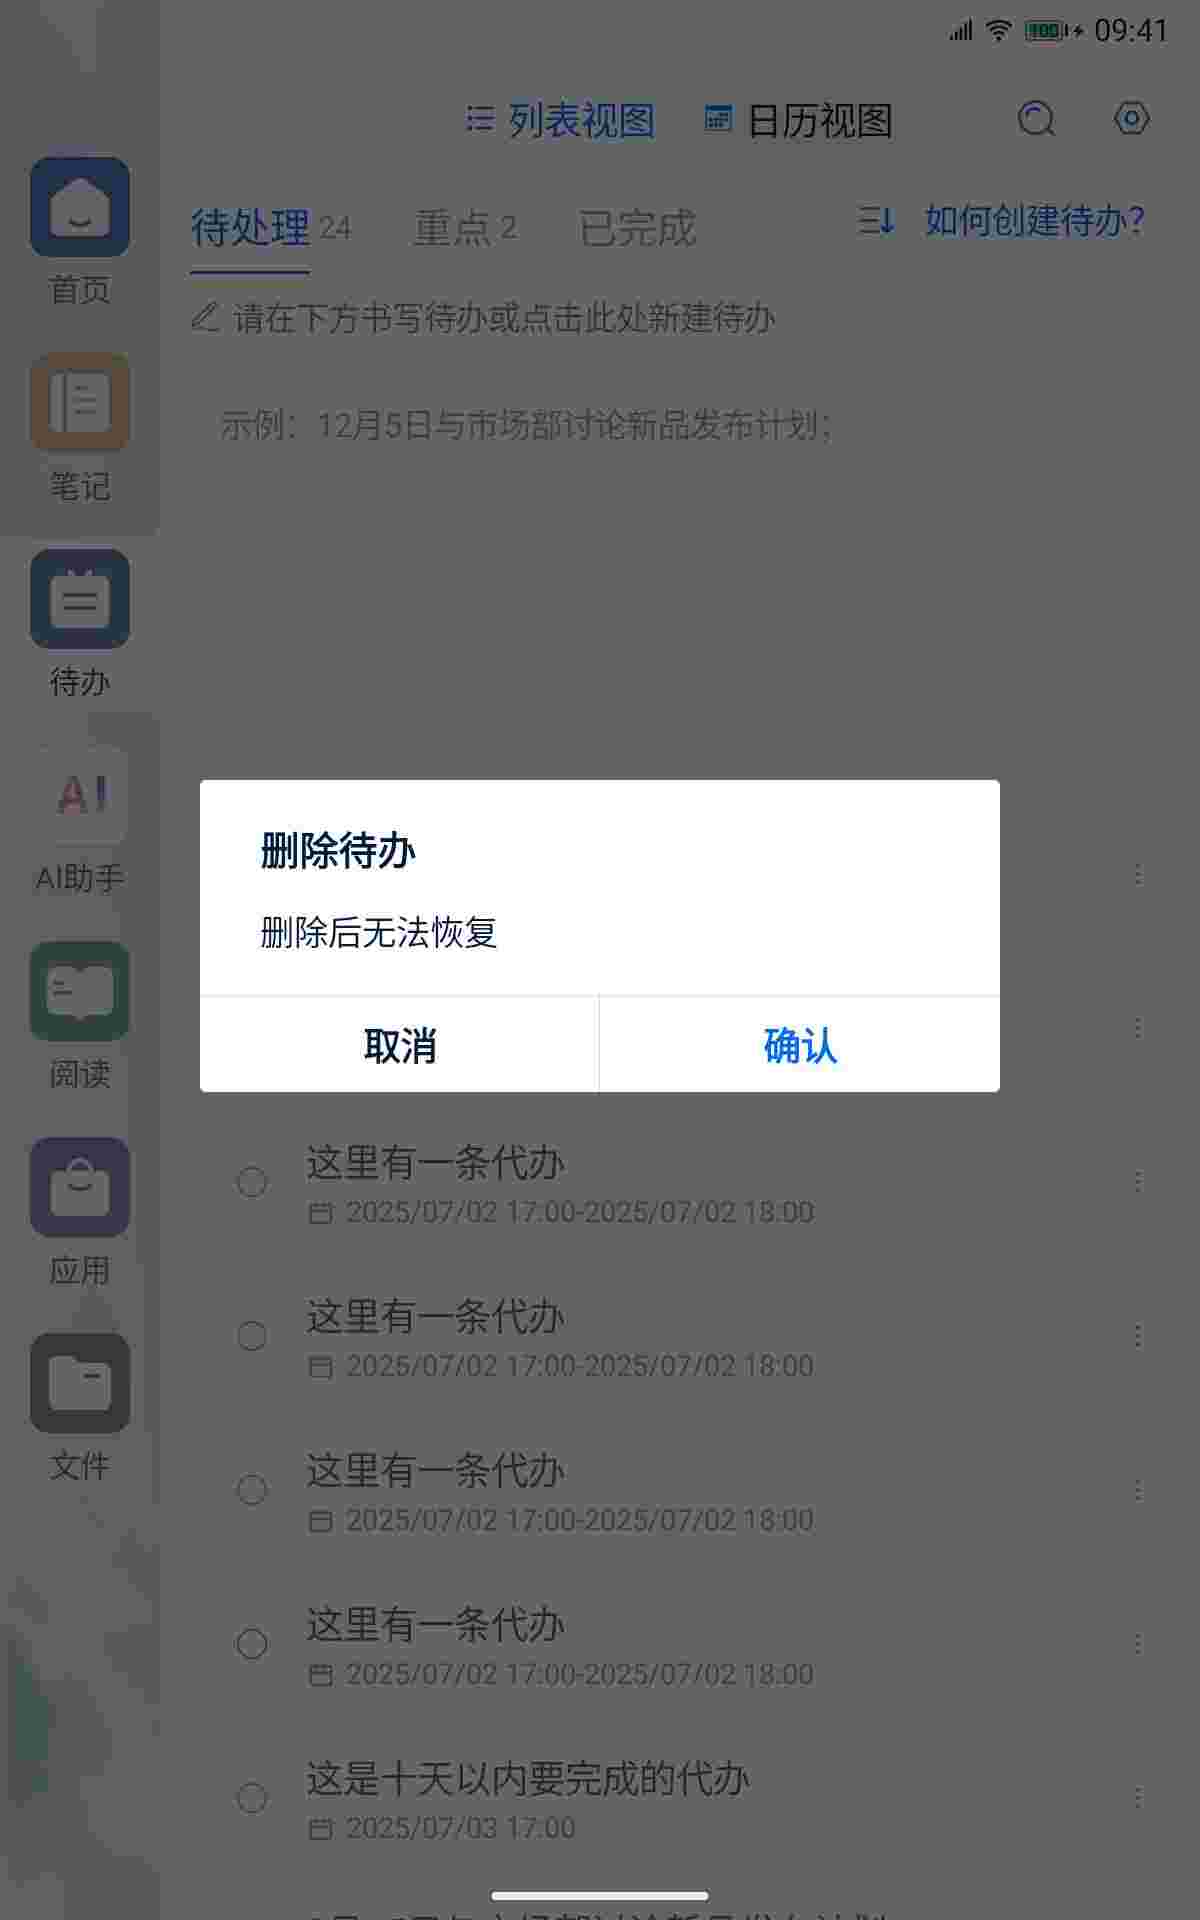 100 09:41
列表视图 日历视图
待处理 24 重点 2 已完成 如何创建待办?
请在下方书写待办或点击此处新建待办
示例：12月5日与市场部讨论新品发布计划；
首页
笔记
待办
AI
AI助手
阅读
应用
文件
删除待办
删除后无法恢复
取消 确认
这里有一条代办
2025/07/02 17:00-2025/07/02 18:00
这里有一条代办
2025/07/02 17:00-2025/07/02 18:00
这里有一条代办
2025/07/02 17:00-2025/07/02 18:00
这里有一条代办
2025/07/02 17:00-2025/07/02 18:00
这是十天以内要完成的代办
2025/07/03 17:00